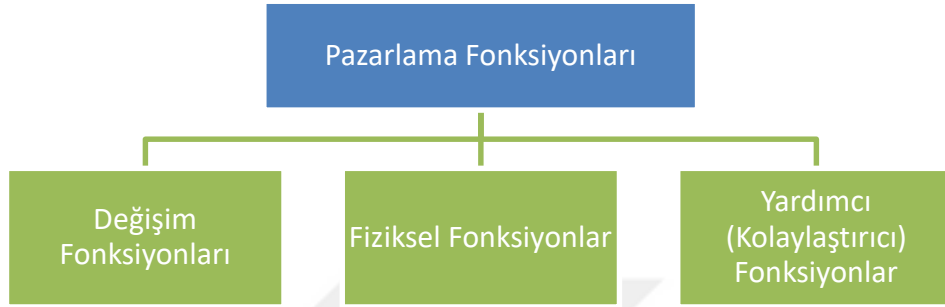 Pazarlama Fonksiyonları
Değişim
Fonksiyonları
Fiziksel Fonksiyonlar
Yardımcı
(Kolaylaştırıcı)
Fonksiyonlar